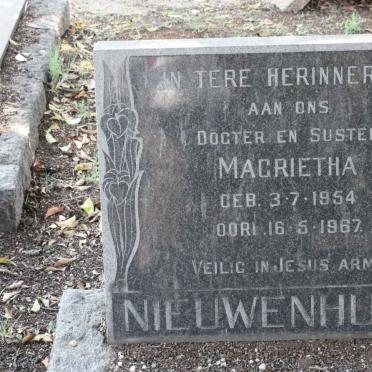 IN TERE HERINNER
AAN ONS
DOGTER EN SUSTER
MAGRIETHA
GEB. 3·7·1954
OORL. 16·5·1967.
VEILIG IN JESUS ARM
NIEUWENHU